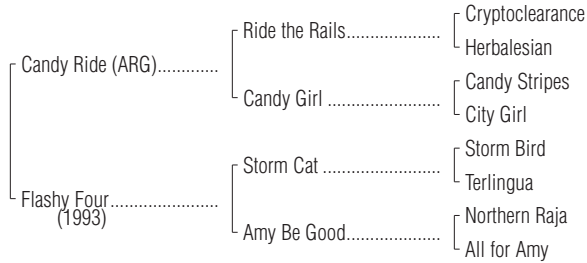 Cryptoclearance
Ride the Rails....................
Herbalesian
Candy Ride (ARG).............
Candy Stripes
Candy Girl ........................
City Girl
Storm Bird
Storm Cat .........................
Terlingua
Flashy Four.......................
(1993)
Northern Raja
Amy Be Good....................
All for Amy